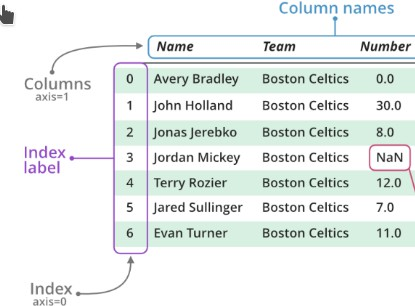 Column names
Name Team Number
Columns
axis=1
0 Avery Bradley Boston Celtics 0.0
1 John Holland Boston Celtics 30.0
2 Jonas Jerebko Boston Celtics 8.0
Index
label
3 Jordan Mickey Boston Celtics NaN
4 Terry Rozier Boston Celtics 12.0
5 Jared Sullinger Boston Celtics 7.0
6 Evan Turner Boston Celtics 11.0
Index
axis=0